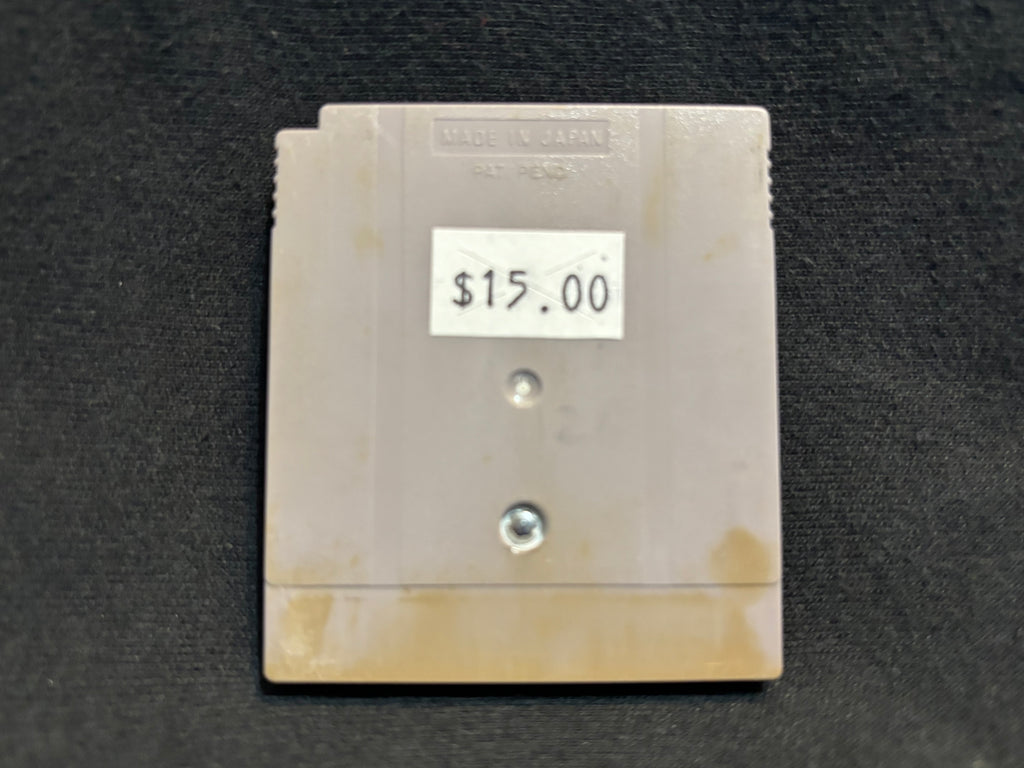 MADE IN JAPAN
PAT. PEND.
$15.00